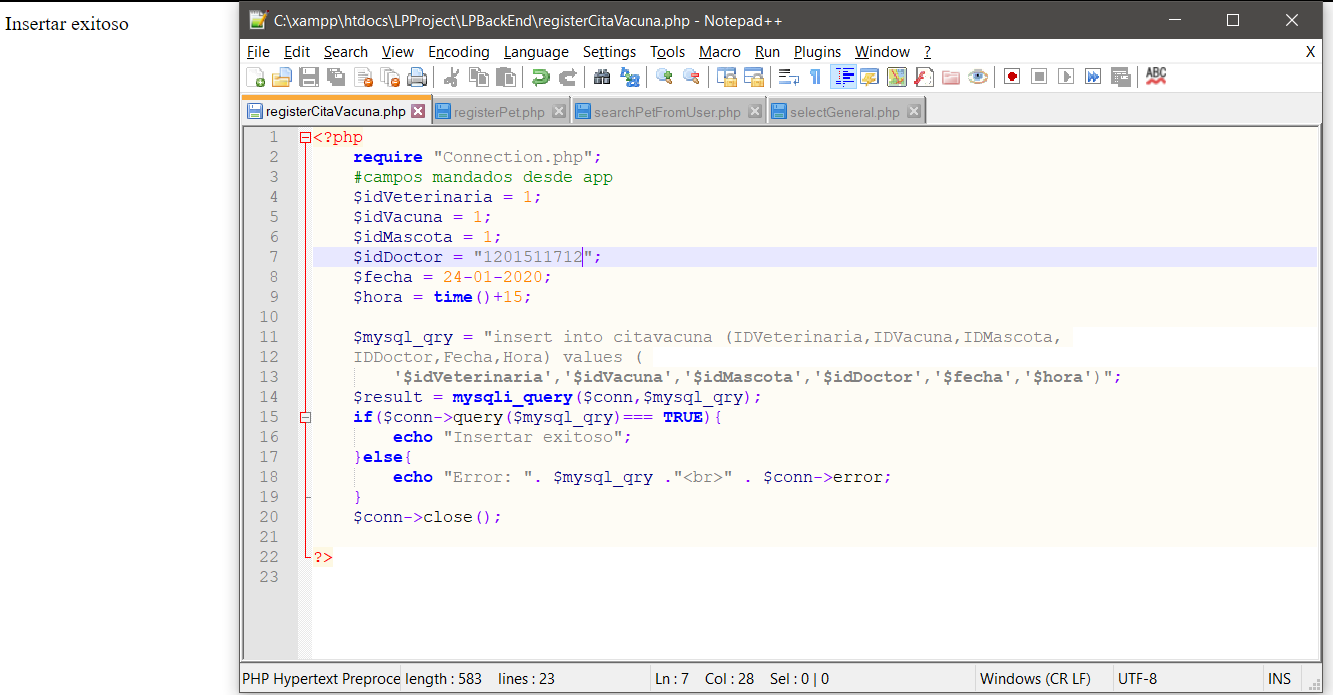 Insertar exitoso
C:\xampp\htdocs\LPProject\LPBackEnd\registerCitaVacuna.php - Notepad++
File Edit Search View Encoding Language Settings Tools Macro Run Plugins Window ? X
ABC
registerCitaVacuna.php registerPet.php searchPetFromUser.php selectGeneral.php
1 <?php
2 require "Connection.php";
3 #campos mandados desde app
4 $idVeterinaria = 1;
5 $idVacuna = 1;
6 $idMascota = 1;
7 $idDoctor = "1201511712";
8 $fecha = 24-01-2020;
9 $hora = time()+15;
10
11 $mysql_qry = "insert into citavacuna (IDVeterinaria,IDVacuna,IDMascota,
12 IDDoctor,Fecha,Hora) values (
13 '$idVeterinaria','$idVacuna','$idMascota','$idDoctor','$fecha','$hora')";
14 $result = mysqli_query($conn,$mysql_qry);
15 if($conn->query($mysql_qry)=== TRUE){
16 echo "Insertar exitoso";
17 }else{
18 echo "Error: ". $mysql_qry ."<br>" . $conn->error;
19 }
20 $conn->close();
21
22 ?>
23
PHP Hypertext Preproce length : 583 lines : 23 Ln : 7 Col : 28 Sel : 0 | 0 Windows (CR LF) UTF-8 INS